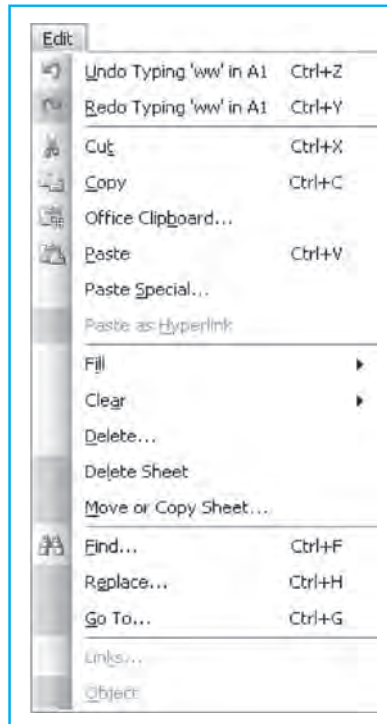 Edit
Undo Typing 'ww' in A1 Ctrl+Z
Redo Typing 'ww' in A1 Ctrl+Y
Cut Ctrl+X
Copy Ctrl+C
Office Clipboard...
Paste Ctrl+V
Paste Special...
Paste as Hyperlink
Fill
Clear
Delete...
Delete Sheet
Move or Copy Sheet...
Find... Ctrl+F
Replace... Ctrl+H
Go To... Ctrl+G
Links...
Object